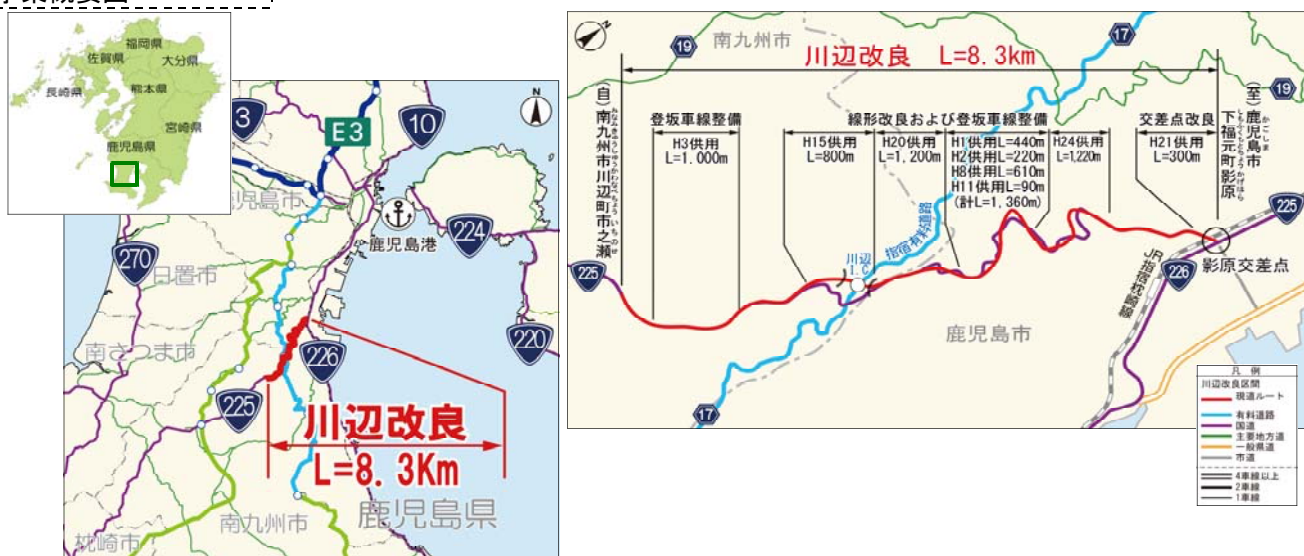 福岡県
佐賀県
大分県
長崎県
熊本県
宮崎県
鹿児島県
3
E3
10
N
鹿児島市
鹿児島港
224
270
日置市
220
南さつま市
226
225
川辺改良
L=8.3Km
鹿児島県
南九州市
枕崎市
N
19
南九州市
17
川辺改良 L=8.3km
19
(自)南九州市川辺町市之瀬
登坂車線整備
H3供用
L=1.000m
線形改良および登坂車線整備
H15供用
L=800m
H20供用
L=1,200m
H1供用L=440m
H2供用L=220m
H8供用L=610m
H11供用L=90m
(計L=1,360m)
H24供用
L=1,220m
交差点改良
H21供用
L=300m
(至)鹿児島市
下福元町影原
かごしま
225
225
指宿有料道路
川辺
I.C
影原交差点
226
JR指宿枕崎線
鹿児島市
17
凡 例
川辺改良区間
現道ルート
有料道路
国道
主要地方道
一般県道
市道
4車線以上
2車線
1車線